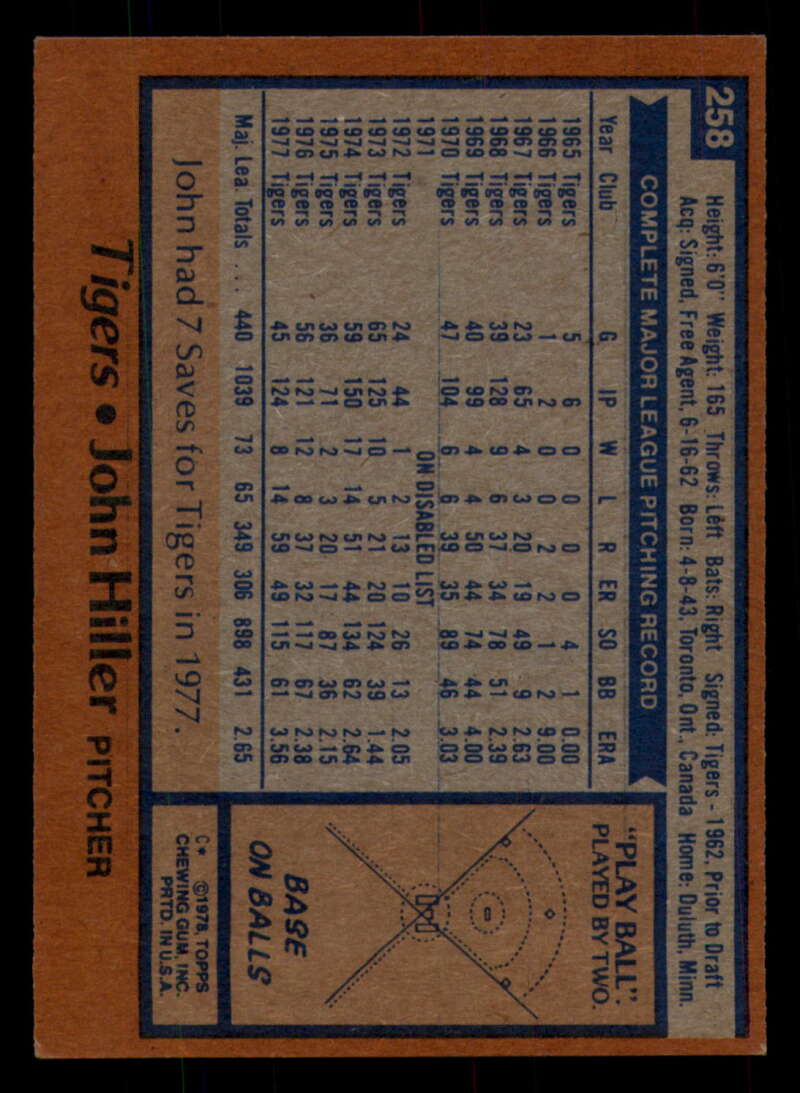 258
Height: 6'0" Weight: 165 Throws: Left Bats: Right Signed: Tigers - 1962, Prior to Draft
Acq: Signed, Free Agent, 6-16-62 Born: 4-8-43, Toronto, Ont., Canada Home: Duluth, Minn.
COMPLETE MAJOR LEAGUE PITCHING RECORD
Year Club G IP W L R ER SO BB ERA
1965 Tigers 5 6 0 0 0 0 4 1 0.00
1966 Tigers 1 2 0 0 2 2 1 2 9.00
1967 Tigers 23 65 4 3 20 19 49 9 2.63
1968 Tigers 39 128 9 6 37 34 78 51 2.39
1969 Tigers 40 99 4 4 50 44 74 44 4.00
1970 Tigers 47 104 6 6 39 35 89 46 3.03
1971 ON DISABLED LIST
1972 Tigers 24 44 1 2 13 10 26 13 2.05
1973 Tigers 65 125 10 5 21 20 124 39 1.44
1974 Tigers 59 150 17 14 51 44 134 62 2.64
1975 Tigers 36 71 2 3 20 17 87 36 2.15
1976 Tigers 56 121 12 8 37 32 117 67 2.38
1977 Tigers 45 124 8 14 59 49 115 61 3.56
Maj. Lea. Totals ... 440 1039 73 65 349 306 898 431 2.65
John had 7 Saves for Tigers in 1977.
"PLAY BALL":
PLAYED BY TWO.
BASE
ON BALLS
C* ©1978, TOPPS
CHEWING GUM, INC.
PRTD. IN U.S.A.
Tigers • John Hiller PITCHER